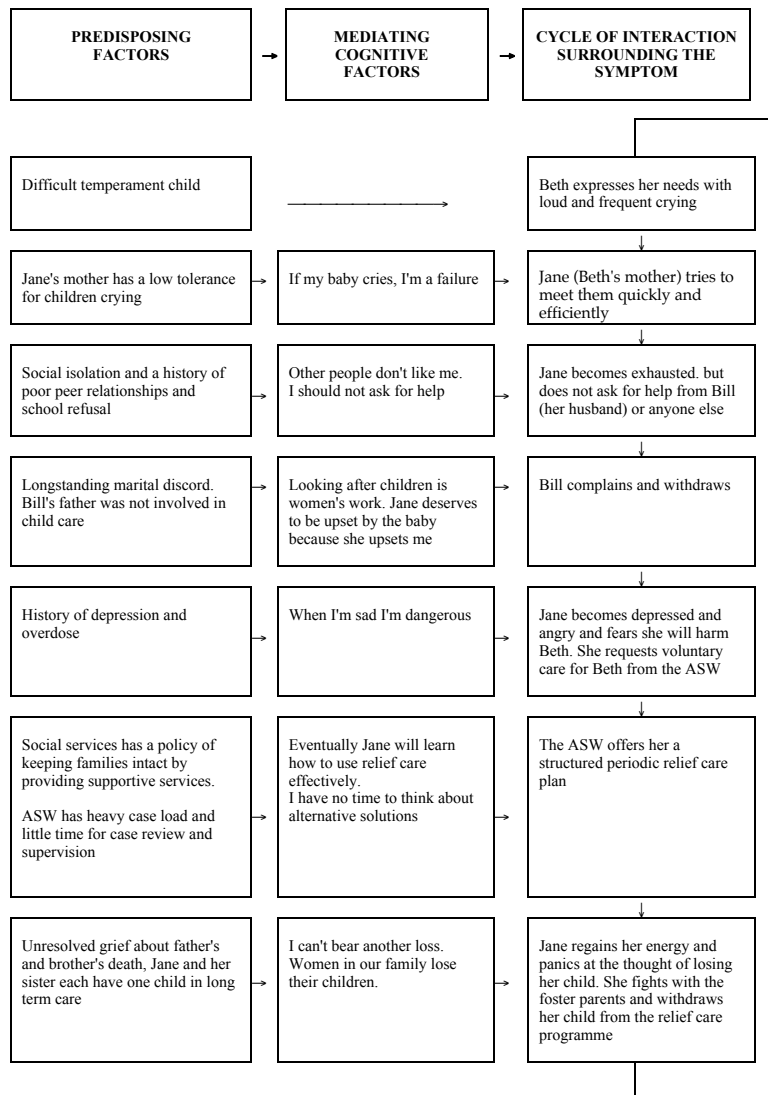 PREDISPOSING
FACTORS
MEDIATING
COGNITIVE
FACTORS
CYCLE OF INTERACTION
SURROUNDING THE
SYMPTOM
Difficult temperament child
Beth expresses her needs with
loud and frequent crying
Jane's mother has a low tolerance
for children crying
If my baby cries, I'm a failure
Jane (Beth's mother) tries to
meet them quickly and
efficiently
Social isolation and a history of
poor peer relationships and
school refusal
Other people don't like me.
I should not ask for help
Jane becomes exhausted. but
does not ask for help from Bill
(her husband) or anyone else
Longstanding marital discord.
Bill's father was not involved in
child care
Looking after children is
women's work. Jane deserves
to be upset by the baby
because she upsets me
Bill complains and withdraws
History of depression and
overdose
When I'm sad I'm dangerous
Jane becomes depressed and
angry and fears she will harm
Beth. She requests voluntary
care for Beth from the ASW
Social services has a policy of
keeping families intact by
providing supportive services.
ASW has heavy case load and
little time for case review and
supervision
Eventually Jane will learn
how to use relief care
effectively.
I have no time to think about
alternative solutions
The ASW offers her a
structured periodic relief care
plan
Unresolved grief about father's
and brother's death, Jane and her
sister each have one child in long
term care
I can't bear another loss.
Women in our family lose
their children.
Jane regains her energy and
panics at the thought of losing
her child. She fights with the
foster parents and withdraws
her child from the relief care
programme